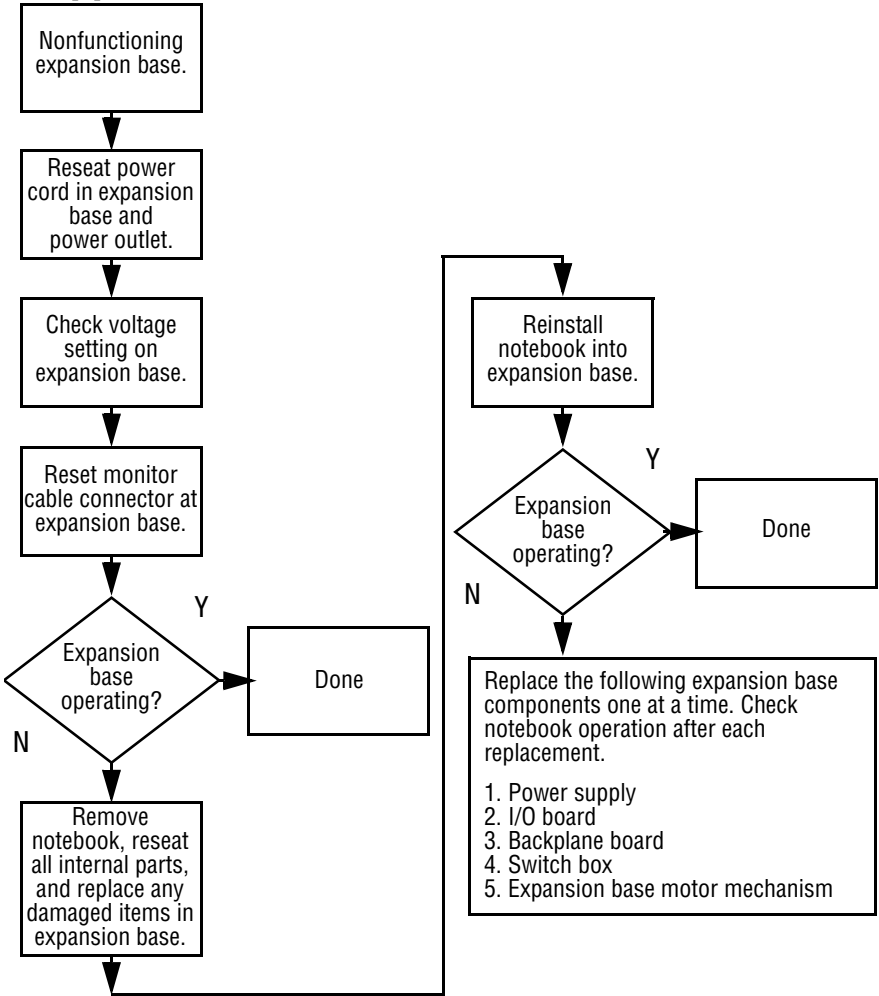 Nonfunctioning
expansion base.
Reseat power
cord in expansion
base and
power outlet.
Check voltage
setting on
expansion base.
Reset monitor
cable connector at
expansion base.
Expansion
base
operating?
Y
Done
N
Remove
notebook, reseat
all internal parts,
and replace any
damaged items in
expansion base.
Reinstall
notebook into
expansion base.
Expansion
base
operating?
Y
Done
N
Replace the following expansion base
components one at a time. Check
notebook operation after each
replacement.
1. Power supply
2. I/O board
3. Backplane board
4. Switch box
5. Expansion base motor mechanism